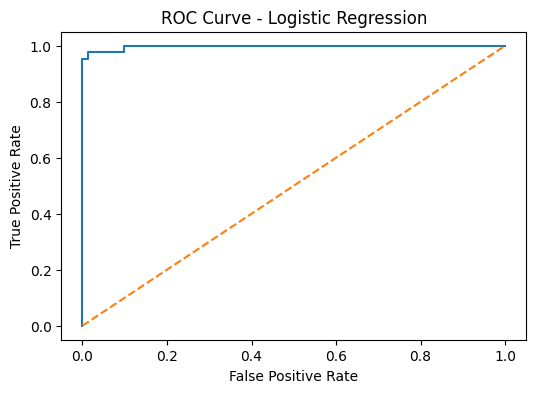 ROC Curve - Logistic Regression
True Positive Rate
1.0
0.8
0.6
0.4
0.2
0.0
0.0 0.2 0.4 0.6 0.8 1.0
False Positive Rate